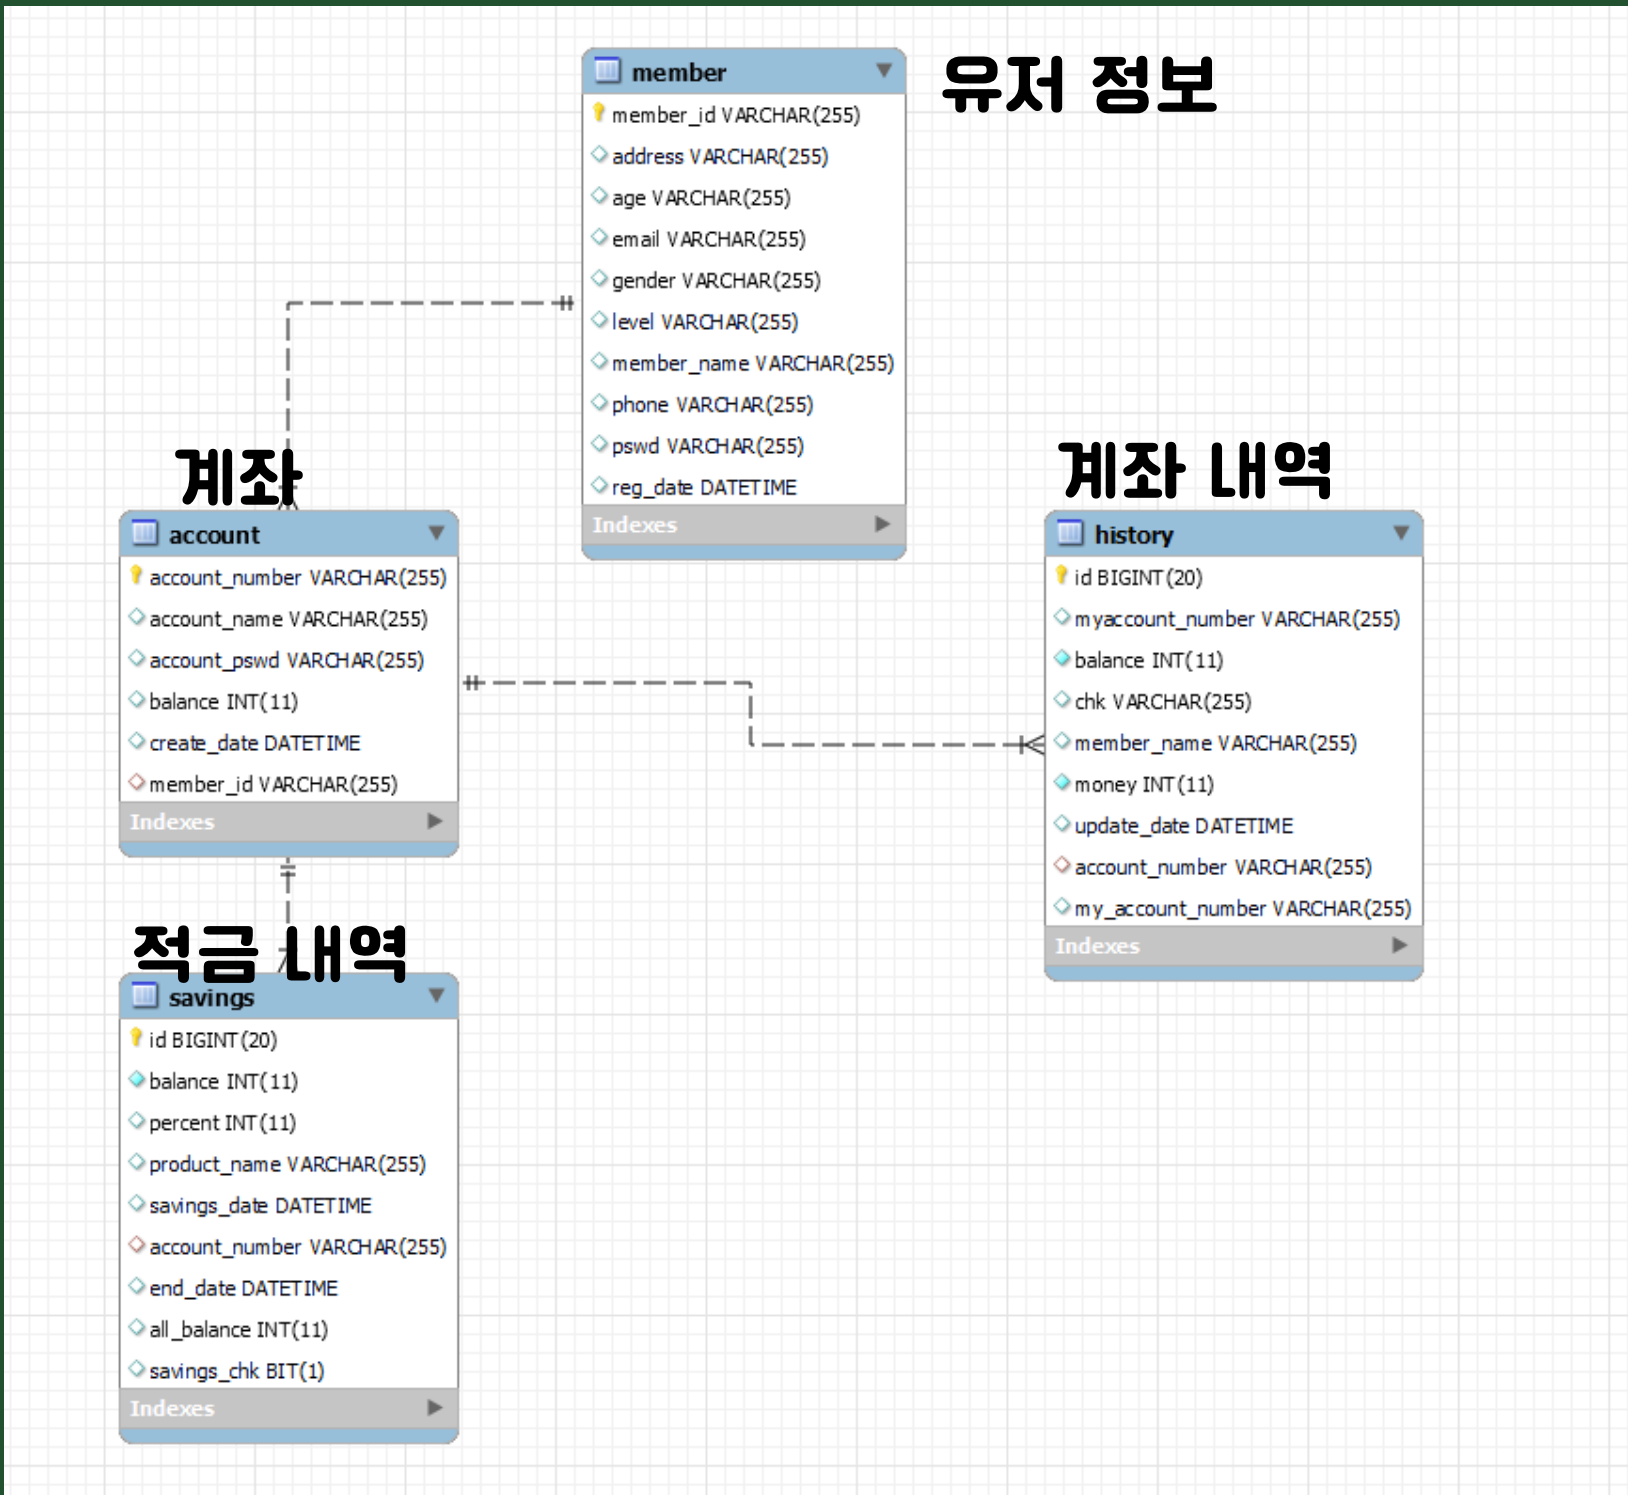 member
유저 정보
member_id VARCHAR(255)
address VARCHAR(255)
age VARCHAR(255)
email VARCHAR(255)
gender VARCHAR(255)
level VARCHAR(255)
member_name VARCHAR(255)
phone VARCHAR(255)
pswd VARCHAR(255)
reg_date DATETIME
Indexes
계좌
account
account_number VARCHAR(255)
account_name VARCHAR(255)
account_pswd VARCHAR(255)
balance INT(11)
create_date DATETIME
member_id VARCHAR(255)
Indexes
계좌 내역
history
id BIGINT(20)
myaccount_number VARCHAR(255)
balance INT(11)
chk VARCHAR(255)
member_name VARCHAR(255)
money INT(11)
update_date DATETIME
account_number VARCHAR(255)
my_account_number VARCHAR(255)
Indexes
적금 내역
savings
id BIGINT(20)
balance INT(11)
percent INT(11)
product_name VARCHAR(255)
savings_date DATETIME
account_number VARCHAR(255)
end_date DATETIME
all_balance INT(11)
savings_chk BIT(1)
Indexes